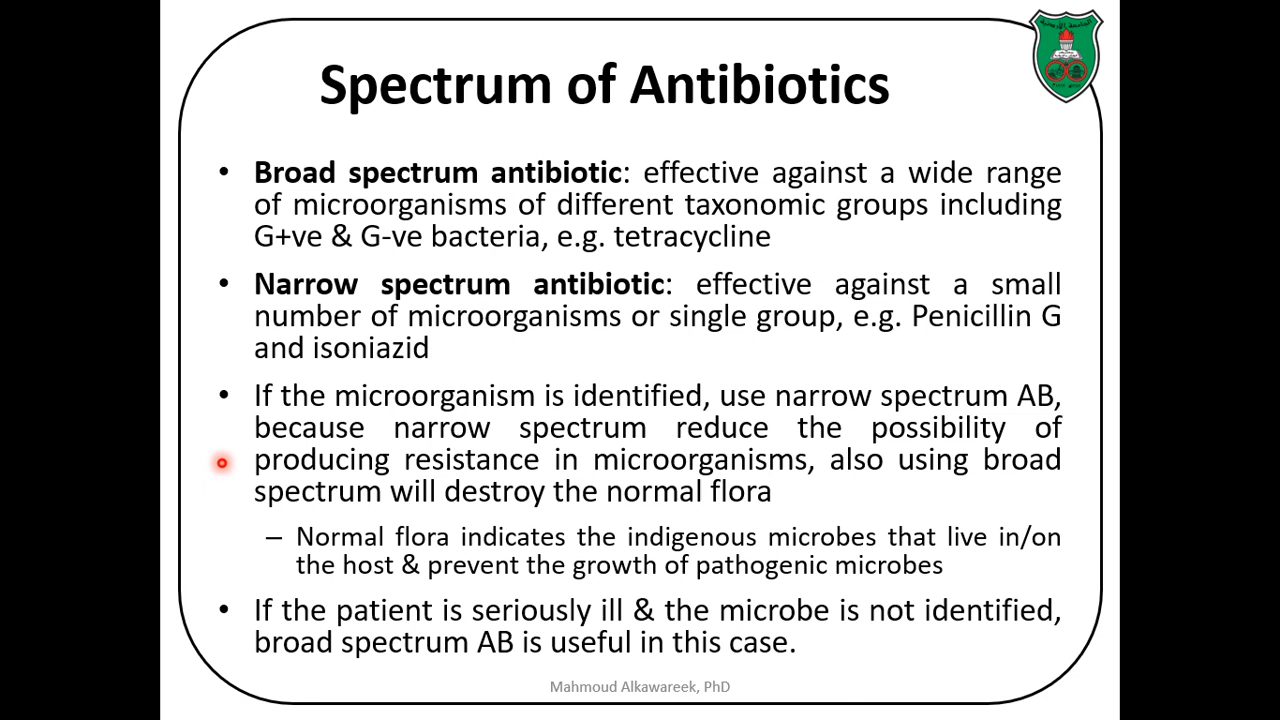 Spectrum of Antibiotics
• Broad spectrum antibiotic: effective against a wide range
of microorganisms of different taxonomic groups including
G+ve & G-ve bacteria, e.g. tetracycline
• Narrow spectrum antibiotic: effective against a small
number of microorganisms or single group, e.g. Penicillin G
and isoniazid
• If the microorganism is identified, use narrow spectrum AB,
because narrow spectrum reduce the possibility of
producing resistance in microorganisms, also using broad
spectrum will destroy the normal flora
– Normal flora indicates the indigenous microbes that live in/on
the host & prevent the growth of pathogenic microbes
• If the patient is seriously ill & the microbe is not identified,
broad spectrum AB is useful in this case.
Mahmoud Alkawareek, PhD